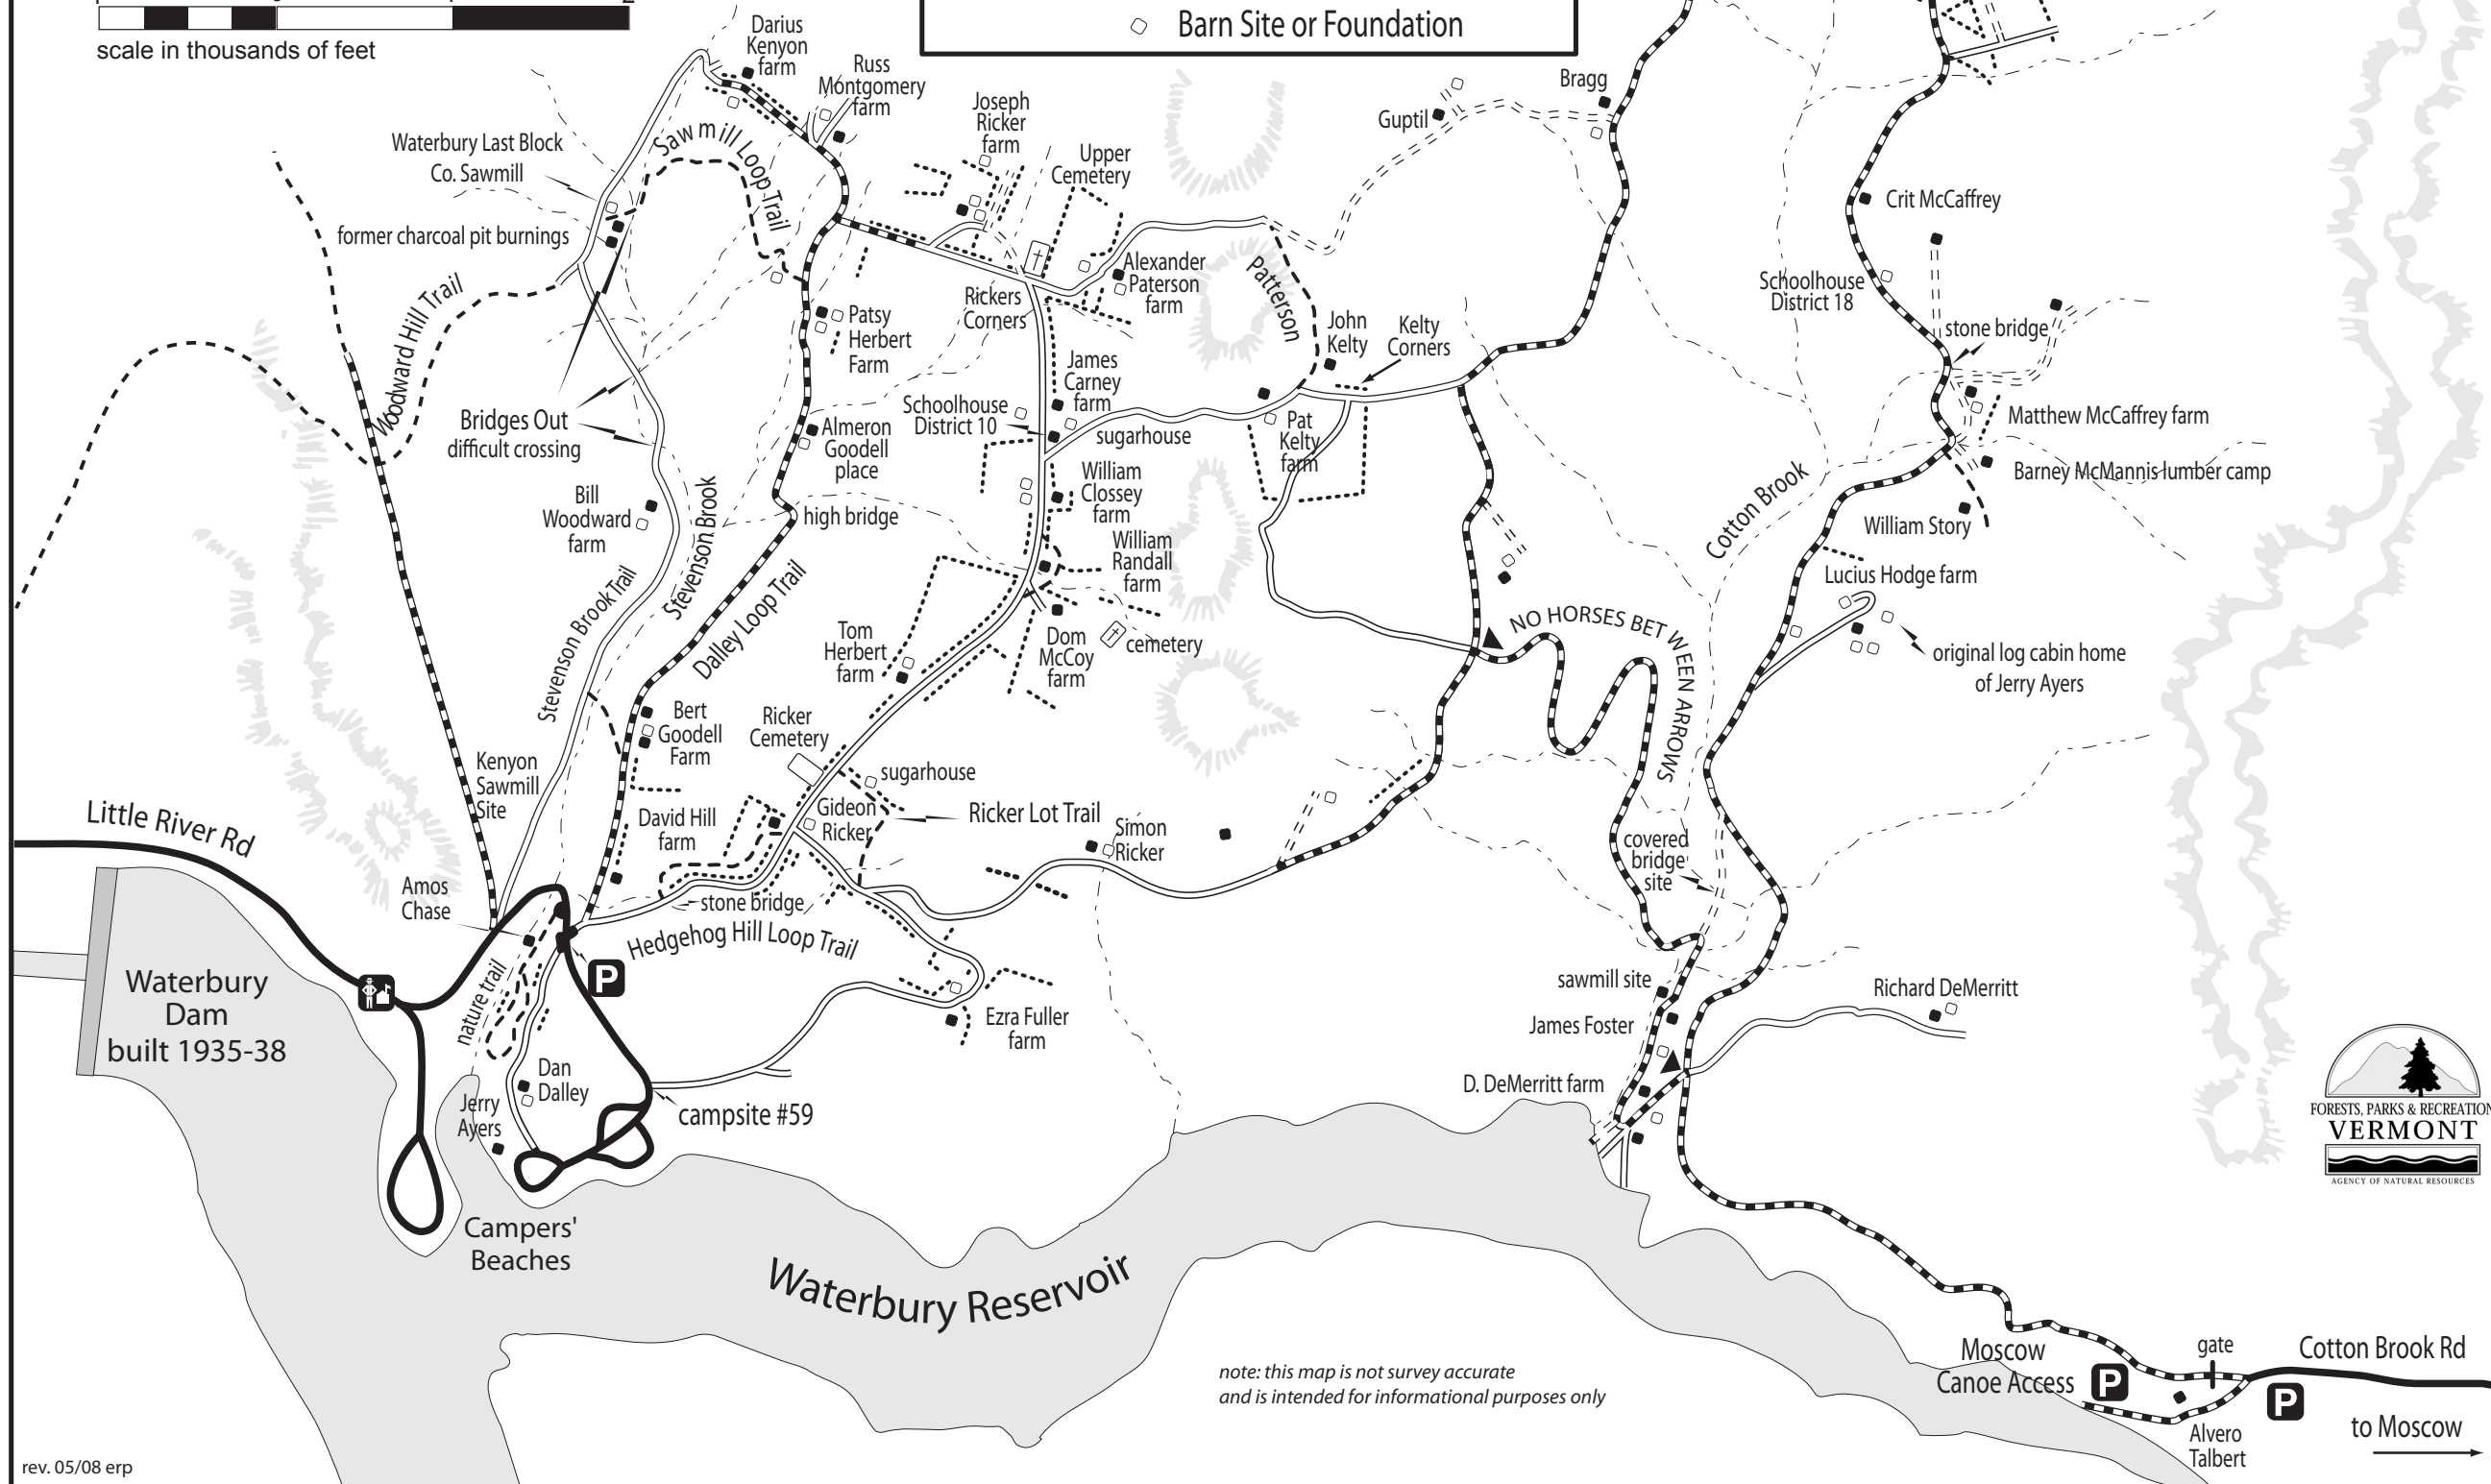 2
scale in thousands of feet
Barn Site or Foundation
Darius
Kenyon
farm
Russ
Montgomery
farm
Joseph
Ricker
farm
Upper
Cemetery
Guptil
Bragg
Waterbury Last Block
Co. Sawmill
former charcoal pit burnings
Sawmill Loop Trail
Woodward Hill Trail
Crit McCaffrey
Schoolhouse
District 18
stone bridge
Matthew McCaffrey farm
Barney McMannis lumber camp
William Story
Alexander
Paterson
farm
Rickers
Corners
Patterson
John
Kelty
Kelty
Corners
Patsy
Herbert
Farm
James
Carney
farm
Schoolhouse
District 10
sugarhouse
Pat
Kelty
farm
Bridges Out
difficult crossing
Almeron
Goodell
place
Bill
Woodward
farm
high bridge
William
Clossey
farm
William
Randall
farm
Stevenson Brook
Stevenson Brook Trail
Dalley Loop Trail
Cotton Brook
Lucius Hodge farm
original log cabin home
of Jerry Ayers
NO HORSES BET WEEN ARROWS
Tom
Herbert
farm
Dom
McCoy
farm
cemetery
Bert
Goodell
Farm
Ricker
Cemetery
Kenyon
Sawmill
Site
sugarhouse
David Hill
farm
Gideon
Ricker
Ricker Lot Trail
Simon
Ricker
covered
bridge
site
Little River Rd
Amos
Chase
stone bridge
Hedgehog Hill Loop Trail
P
nature trail
Waterbury
Dam
built 1935-38
Ezra Fuller
farm
sawmill site
James Foster
Richard DeMerritt
D. DeMerritt farm
Dan
Dalley
Jerry
Ayers
campsite #59
FORESTS, PARKS & RECREATION
VERMONT
AGENCY OF NATURAL RESOURCES
Campers'
Beaches
Waterbury Reservoir
note: this map is not survey accurate
and is intended for informational purposes only
Moscow
Canoe Access
P
gate
Cotton Brook Rd
P
Alvero
Talbert
to Moscow
rev. 05/08 erp